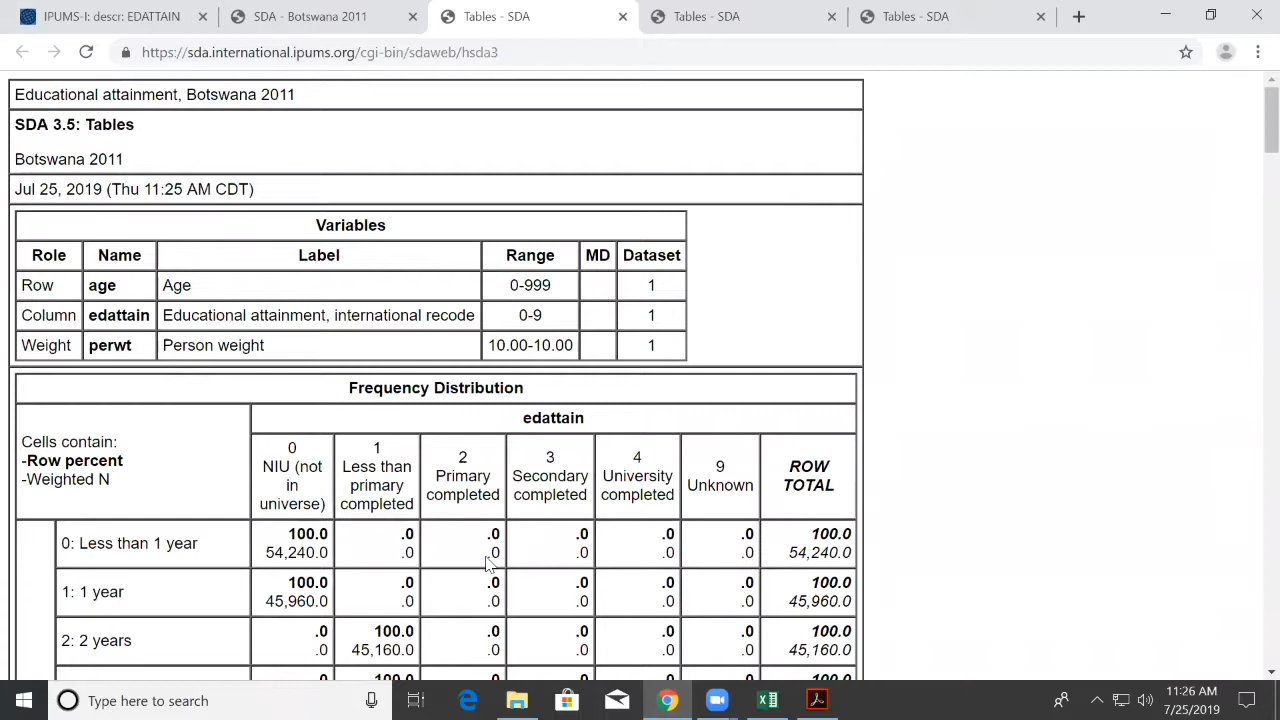 IPUMS-I: descr: EDATTAIN
SDA - Botswana 2011
Tables - SDA
Tables - SDA
Tables - SDA
https://sda.international.ipums.org/cgi-bin/sdaweb/hsda3
Educational attainment, Botswana 2011
SDA 3.5: Tables
Botswana 2011
Jul 25, 2019 (Thu 11:25 AM CDT)
Variables
Role Name Label Range MD Dataset
Row age Age 0-999 1
Column edattain Educational attainment, international recode 0-9 1
Weight perwt Person weight 10.00-10.00 1
Frequency Distribution
Cells contain:
-Row percent
-Weighted N
edattain
0
NIU (not
in
universe)
1
Less than
primary
completed
2
Primary
completed
3
Secondary
completed
4
University
completed
9
Unknown
ROW
TOTAL
0: Less than 1 year
100.0 .0 .0 .0 .0 .0 100.0
54,240.0 .0 .0 .0 .0 .0 54,240.0
1: 1 year
100.0 .0 .0 .0 .0 .0 100.0
45,960.0 .0 .0 .0 .0 .0 45,960.0
2: 2 years
.0 100.0 .0 .0 .0 .0 100.0
.0 45,160.0 .0 .0 .0 .0 45,160.0
Type here to search
11:26 AM
7/25/2019